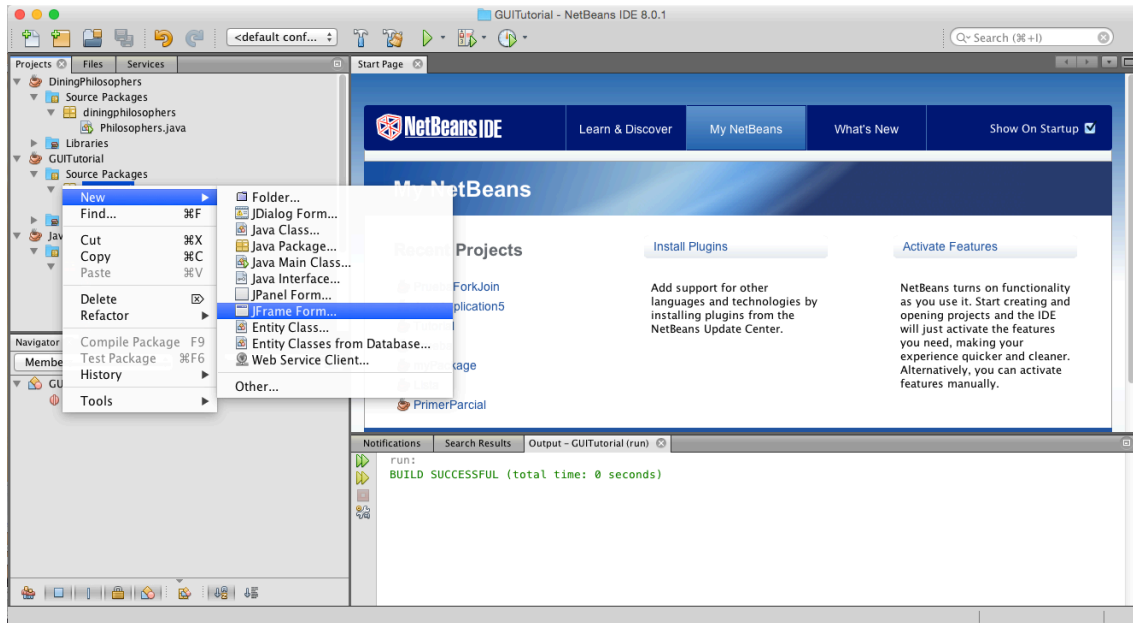 GUITutorial - NetBeans IDE 8.0.1
<default conf...
Search (⌘+I)
Projects Files Services
DiningPhilosophers
Source Packages
diningphilosophers
Philosophers.java
Libraries
GUITutorial
Source Packages
Jav
Navigator
Membe
GU
New
Find... ⌘F
Cut ⌘X
Copy ⌘C
Paste ⌘V
Delete ⌦
Refactor
Compile Package F9
Test Package ⌘F6
History
Tools
Folder...
JDialog Form...
Java Class...
Java Package...
Java Main Class...
Java Interface...
JPanel Form...
JFrame Form...
Entity Class...
Entity Classes from Database...
Web Service Client...
Other...
Start Page
NetBeans IDE Learn & Discover My NetBeans What's New Show On Startup
My NetBeans
Recent Projects
ForkJoin
plication5
kage
PrimerParcial
Install Plugins
Add support for other
languages and technologies by
installing plugins from the
NetBeans Update Center.
Activate Features
NetBeans turns on functionality
as you use it. Start creating and
opening projects and the IDE
will just activate the features
you need, making your
experience quicker and cleaner.
Alternatively, you can activate
features manually.
Notifications Search Results Output - GUITutorial (run)
run:
BUILD SUCCESSFUL (total time: 0 seconds)